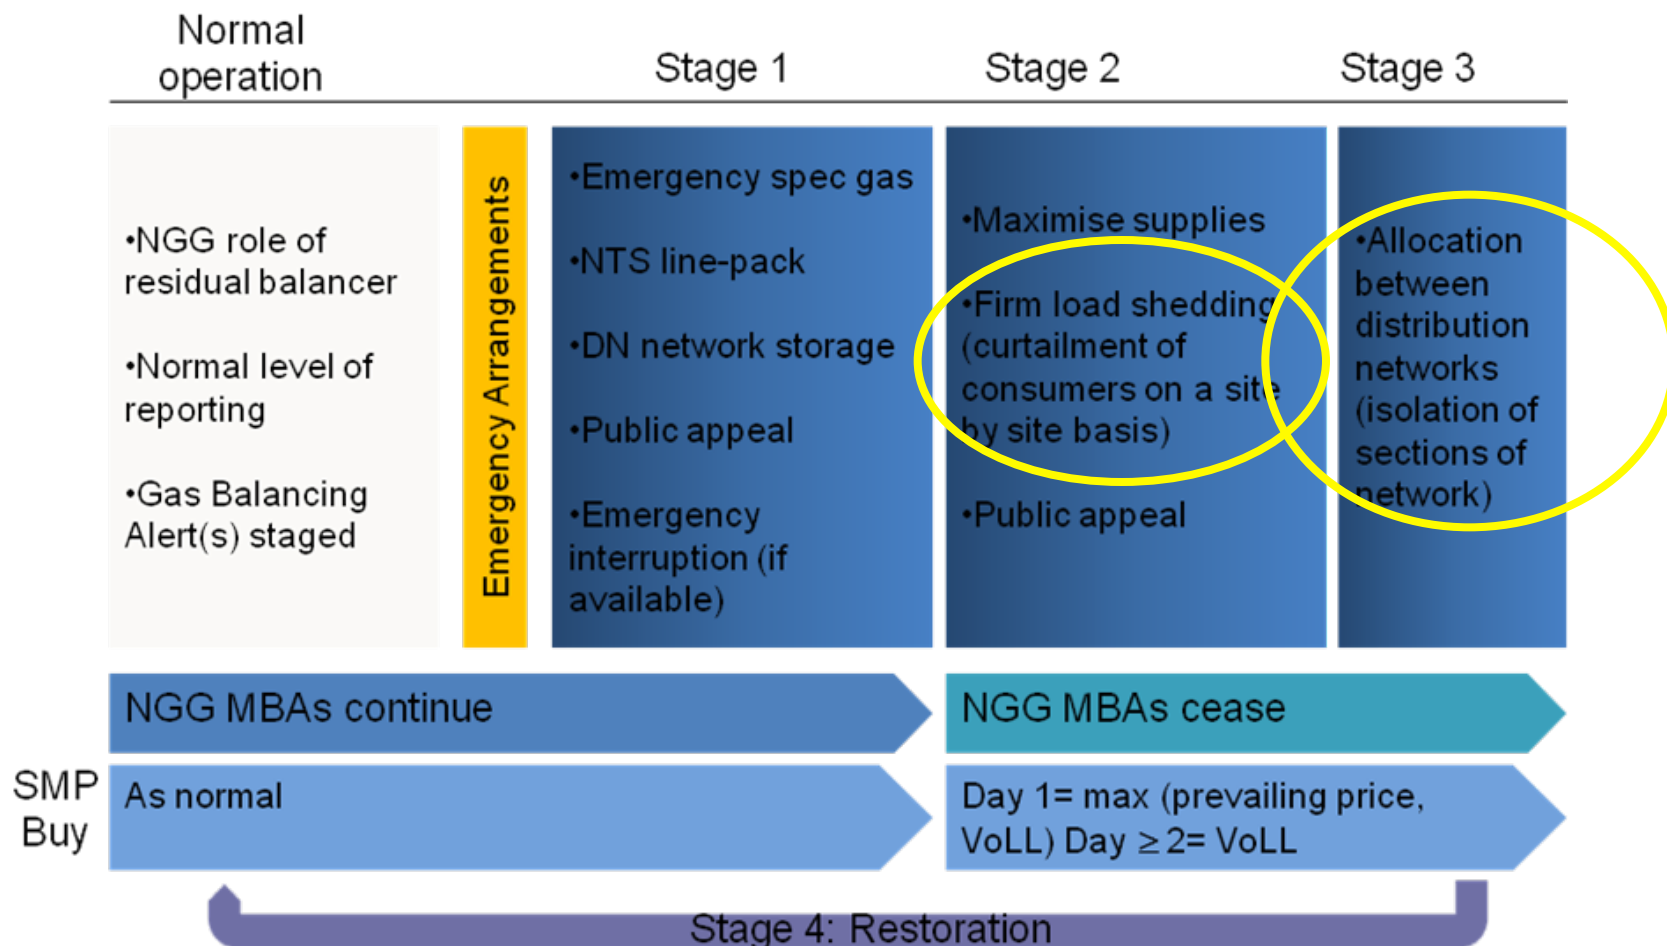 Normal
operation
Stage 1
Stage 2
Stage 3
•NGG role of
residual balancer
•Normal level of
reporting
•Gas Balancing
Alert(s) staged
Emergency Arrangements
•Emergency spec gas
•NTS line-pack
•DN network storage
•Public appeal
•Emergency
interruption (if
available)
•Maximise supplies
•Firm load shedding
(curtailment of
consumers on a site
by site basis)
•Public appeal
•Allocation
between
distribution
networks
(isolation of
sections of
network)
NGG MBAs continue
NGG MBAs cease
SMP
Buy
As normal
Day 1= max (prevailing price,
VoLL) Day ≥ 2= VoLL
Stage 4: Restoration